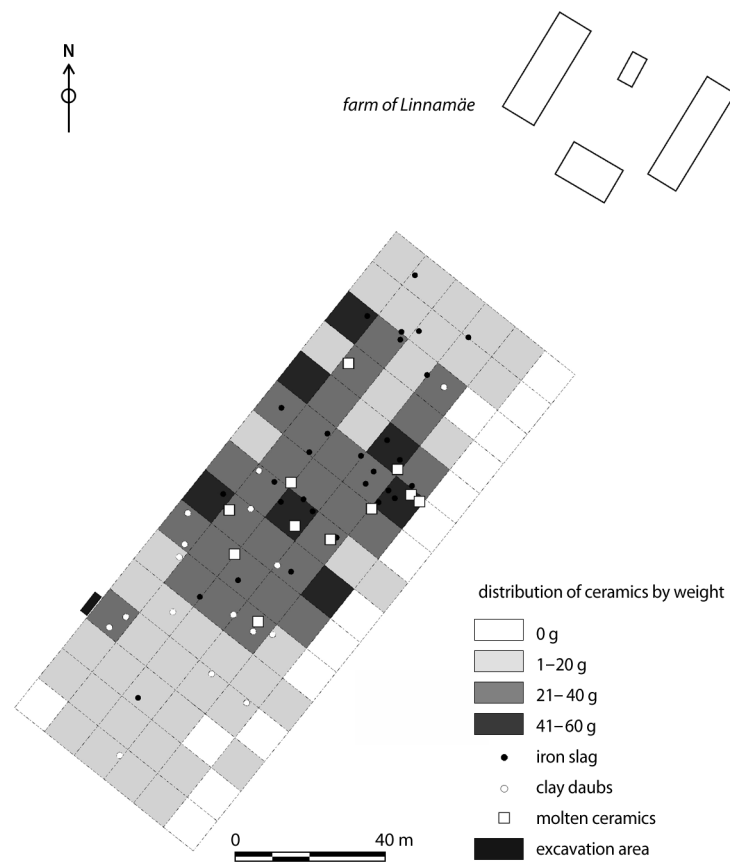 N
farm of Linnamäe
distribution of ceramics by weight
0 g
1–20 g
21–40 g
41–60 g
iron slag
clay daubs
molten ceramics
excavation area
0 40 m